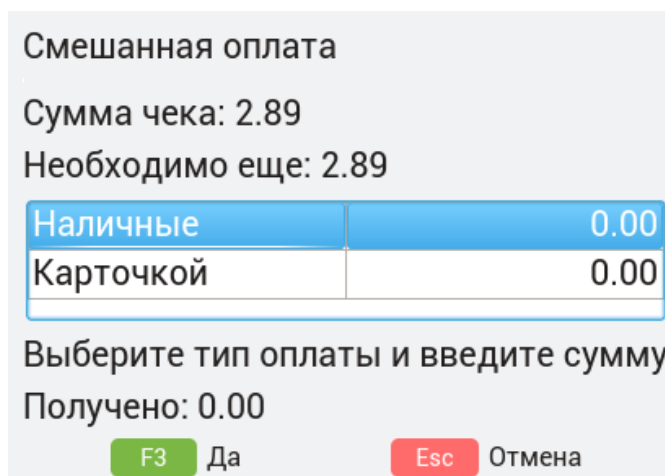 Смешанная оплата
Сумма чека: 2.89
Необходимо еще: 2.89
Наличные 0.00
Карточкой 0.00
Выберите тип оплаты и введите сумму
Получено: 0.00
F3 Да Esc Отмена